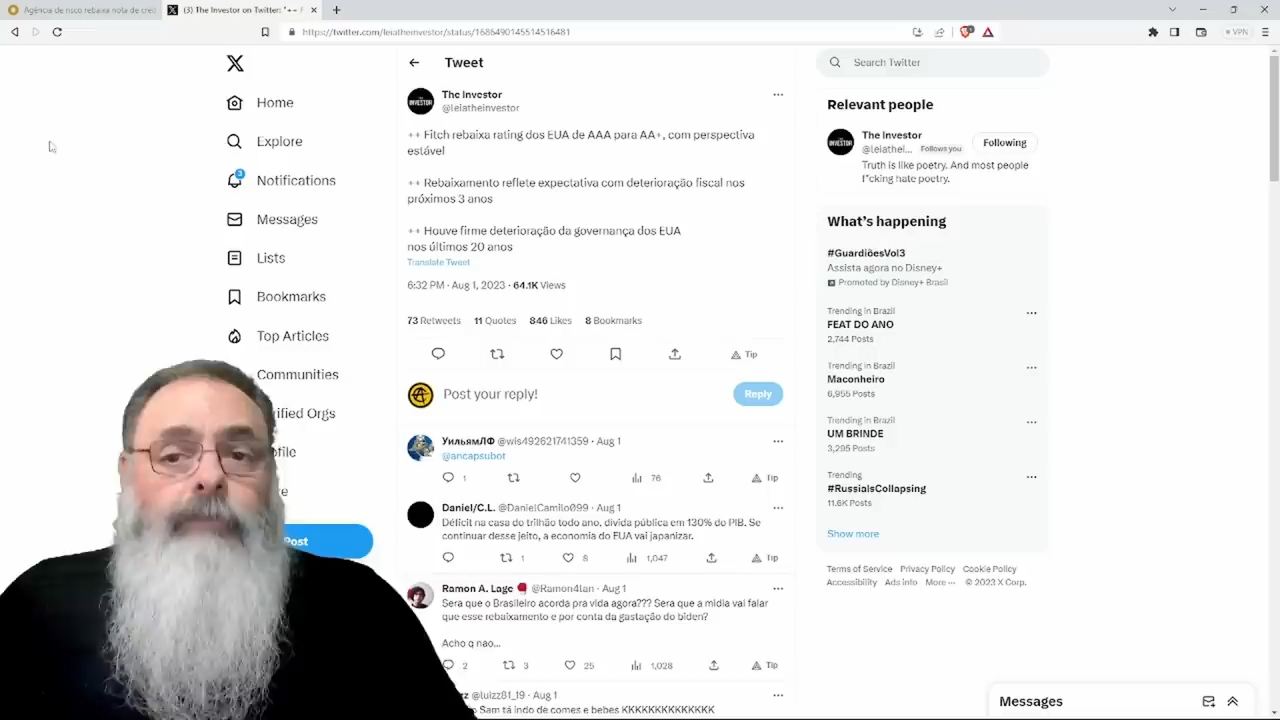 Agência de risco rebaixa nota de créd
(3) The Investor on Twitter: "++ F
https://twitter.com/leiatheinvestor/status/1686490145514516481
VPN
Home
Explore
3
Notifications
Messages
Lists
Bookmarks
Top Articles
Communities
ified Orgs
file
e
Post
Tweet
The Investor
@leiatheinvestor
++ Fitch rebaixa rating dos EUA de AAA para AA+, com perspectiva
estável
++ Rebaixamento reflete expectativa com deterioração fiscal nos
próximos 3 anos
++ Houve firme deterioração da governança dos EUA
nos últimos 20 anos
Translate Tweet
6:32 PM · Aug 1, 2023 · 64.1K Views
73 Retweets 11 Quotes 846 Likes 8 Bookmarks
Tip
Post your reply!
Reply
УильямЛФ @wis492621741359 · Aug 1
@ancapsubot
1 76 Tip
Daniel/C.L. @DanielCamilo099 · Aug 1
Déficit na casa do trilhão todo ano, divida pública em 130% do PIB. Se
continuar desse jeito, a economia do EUA vai japanizar.
1 8 1,047 Tip
Ramon A. Lage @Ramon4lan · Aug 1
Sera que o Brasileiro acorda pra vida agora??? Sera que a midia vai falar
que esse rebaixamento e por conta da gastação do biden?
Acho q nao...
2 3 25 1,028 Tip
zz @luizz81_19 · Aug 1
Sam tá indo de comes e bebes KKKKKKKKKKKKKK
Search Twitter
Relevant people
The Investor
@leiathei... Follows you
Following
Truth is like poetry. And most people
f*cking hate poetry.
What's happening
#GuardiõesVol3
Assista agora no Disney+
Promoted by Disney+ Brasil
Trending in Brazil
FEAT DO ANO
2,744 Posts
Trending in Brazil
Maconheiro
6,955 Posts
Trending in Brazil
UM BRINDE
3,295 Posts
Trending
#RussiaIsCollapsing
11.6K Posts
Show more
Terms of Service Privacy Policy Cookie Policy
Accessibility Ads info More ··· © 2023 X Corp.
Messages